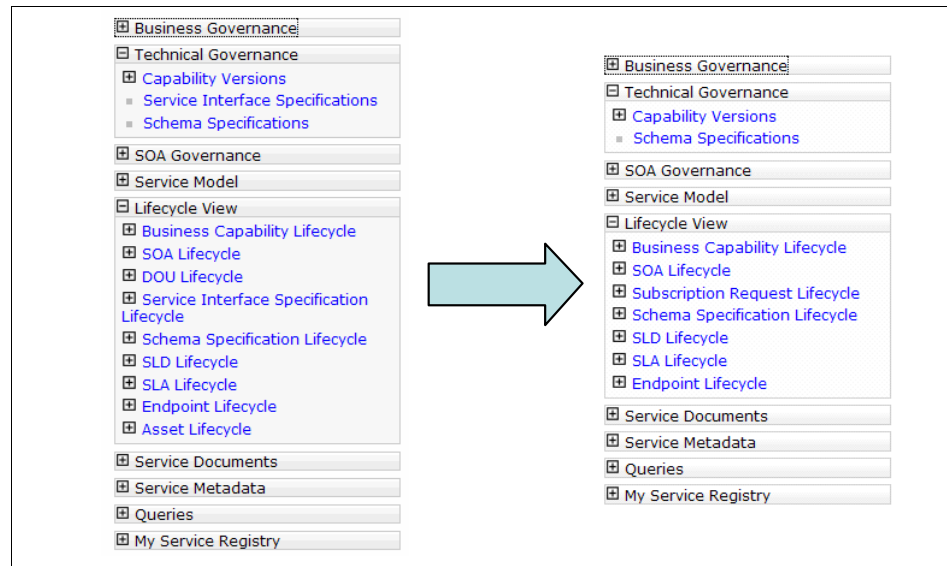 Business Governance
Technical Governance
Capability Versions
Service Interface Specifications
Schema Specifications
SOA Governance
Service Model
Lifecycle View
Business Capability Lifecycle
SOA Lifecycle
DOU Lifecycle
Service Interface Specification
Lifecycle
Schema Specification Lifecycle
SLD Lifecycle
SLA Lifecycle
Endpoint Lifecycle
Asset Lifecycle
Service Documents
Service Metadata
Queries
My Service Registry
Business Governance
Technical Governance
Capability Versions
Schema Specifications
SOA Governance
Service Model
Lifecycle View
Business Capability Lifecycle
SOA Lifecycle
Subscription Request Lifecycle
Schema Specification Lifecycle
SLD Lifecycle
SLA Lifecycle
Endpoint Lifecycle
Service Documents
Service Metadata
Queries
My Service Registry